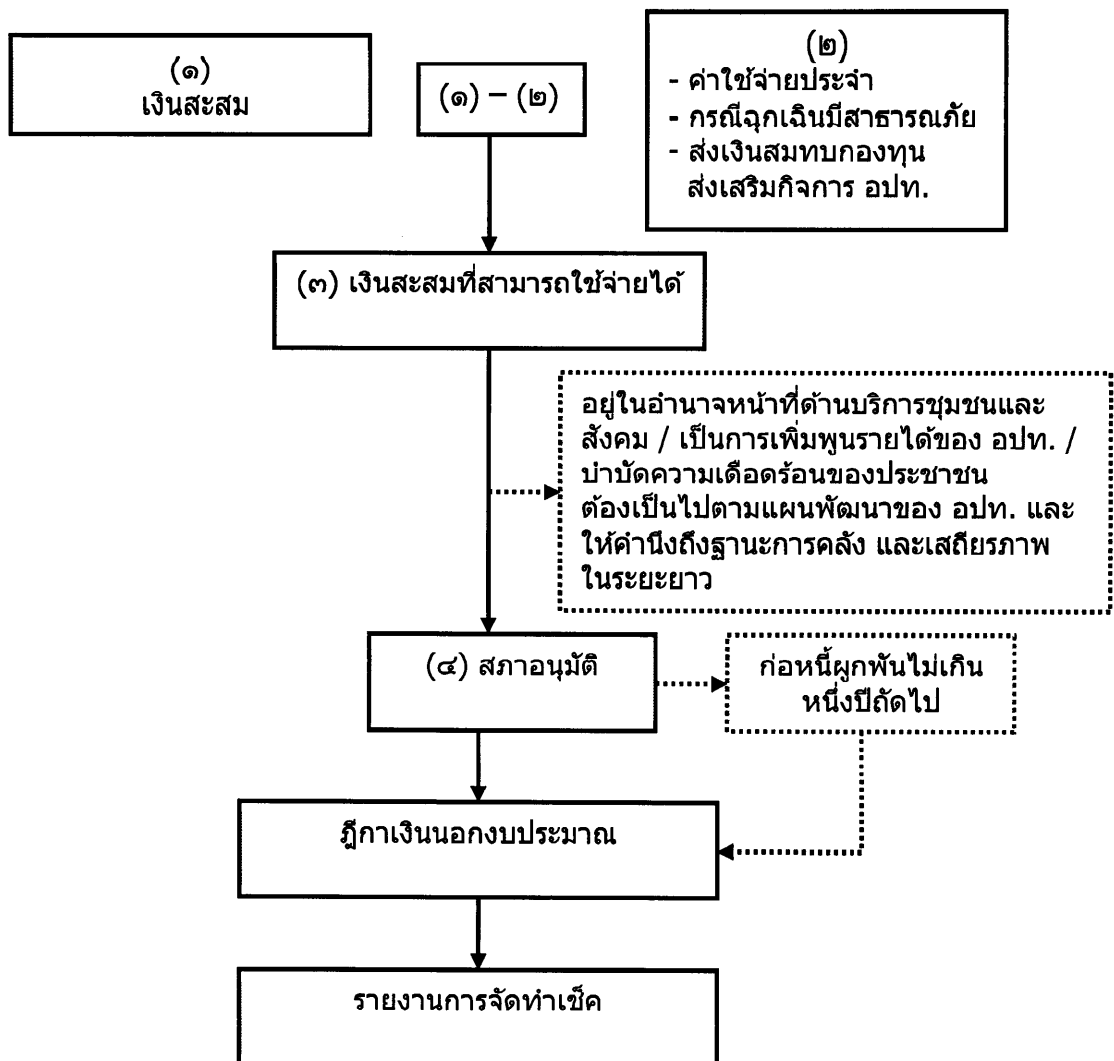 (๑)
เงินสะสม
(๑) – (๒)
(๒)
- ค่าใช้จ่ายประจำ
- กรณีฉุกเฉินมีสาธารณภัย
- ส่งเงินสมทบกองทุน
ส่งเสริมกิจการ อปท.
(๓) เงินสะสมที่สามารถใช้จ่ายได้
อยู่ในอำนาจหน้าที่ด้านบริการชุมชนและ
สังคม / เป็นการเพิ่มพูนรายได้ของ อปท. /
บำบัดความเดือดร้อนของประชาชน
ต้องเป็นไปตามแผนพัฒนาของ อปท. และ
ให้คำนึงถึงฐานะการคลัง และเสถียรภาพ
ในระยะยาว
(๔) สภาอนุมัติ
ก่อหนี้ผูกพันไม่เกิน
หนึ่งปีถัดไป
ฎีกาเงินนอกงบประมาณ
รายงานการจัดทำเช็ค